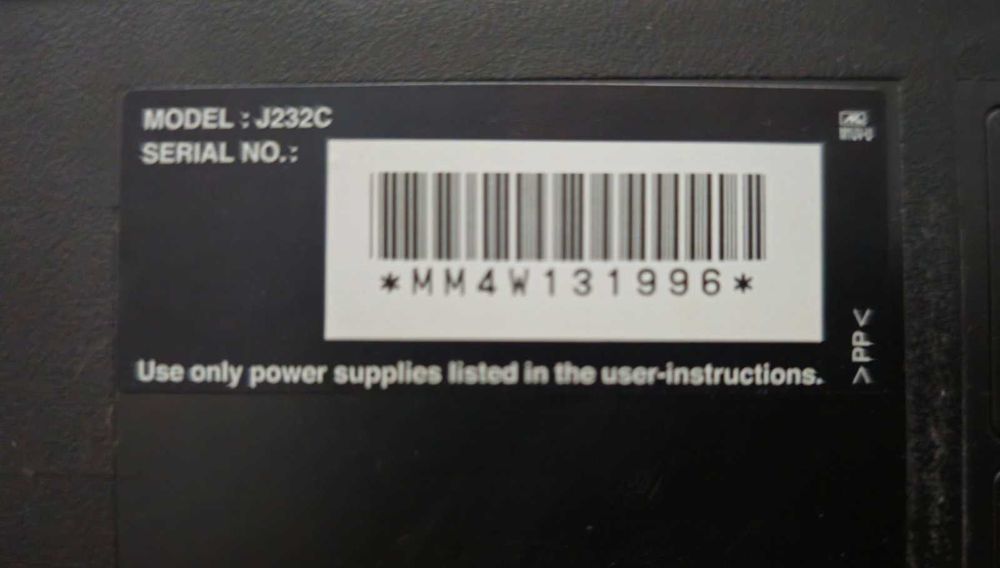 MODEL : J232C
SERIAL NO.:
*MM4W131996*
Use only power supplies listed in the user-instructions.
>PP<